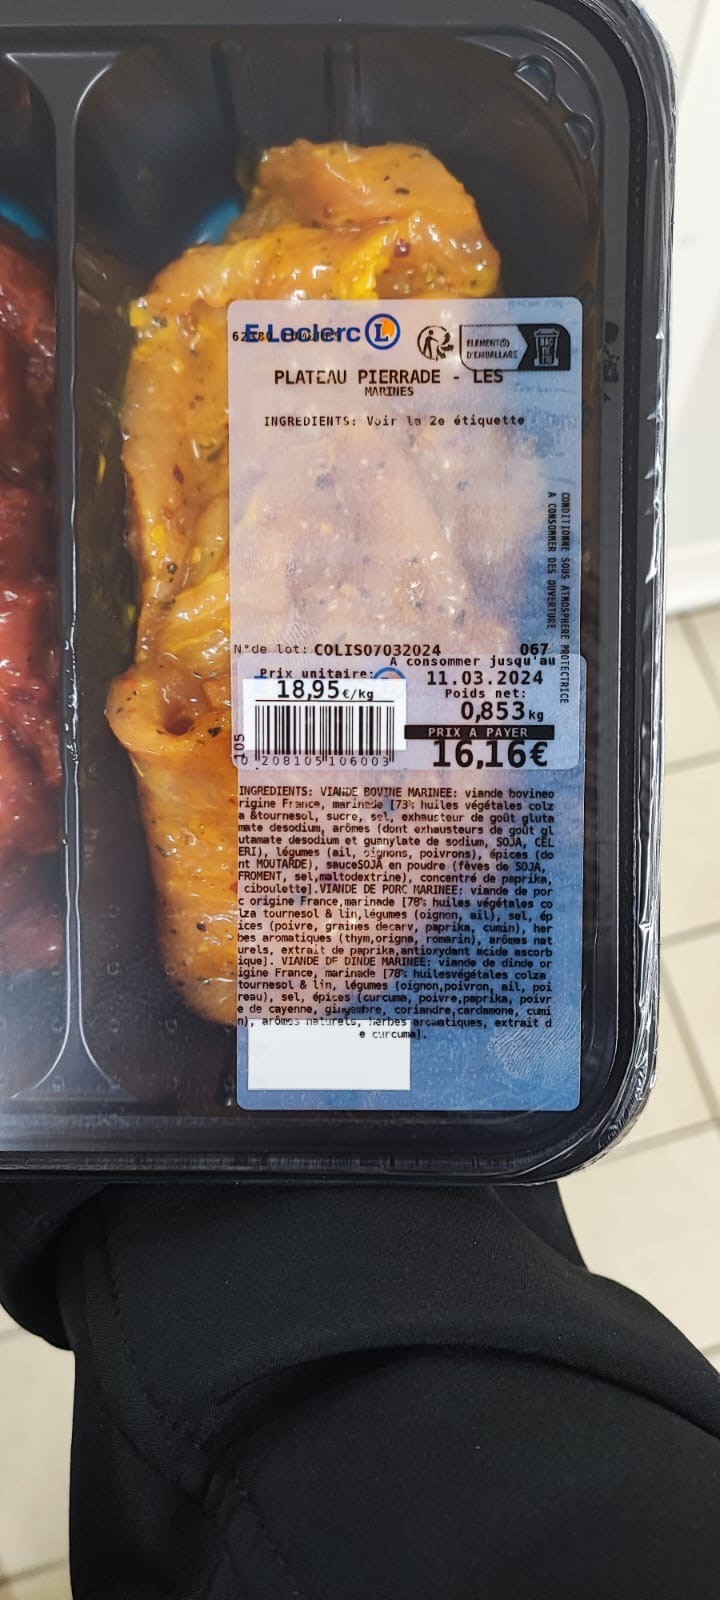 E.Leclerc L
ELEMENT(S)
D'EMBALLAGE
PLATEAU PIERRADE - LES
MARINES
INGREDIENTS: Voir la 2e étiquette
CONDITIONNE SOUS ATMOSPHERE PROTECTRICE
A CONSOMMER DES OUVERTURE
N°de lot: COLIS07032024 067
A consommer jusqu'au
Prix unitaire: 11.03.2024
18,95€/kg Poids net:
0,853kg
PRIX A PAYER
16,16€
105
0 208105 106003
INGREDIENTS: VIANDE BOVINE MARINEE: viande bovineo
rigine France, marinade [73% huiles végétales colz
a &tournesol, sucre, sel, exhausteur de goût gluta
mate desodium, arômes (dont exhausteurs de goût gl
utamate desodium et guanylate de sodium, SOJA, CEL
ERI), légumes (ail, oignons, poivrons), épices (do
nt MOUTARDE), sauceSOJA en poudre (fèves de SOJA,
FROMENT, sel,maltodextrine), concentré de paprika,
ciboulette].VIANDE DE PORC MARINEE: viande de por
c origine France,marinade [78% huiles végétales co
lza tournesol & lin,légumes (oignon, ail), sel, ép
ices (poivre, graines decarv, paprika, cumin), her
bes aromatiques (thym,origna, romarin), arômes nat
urels, extrait de paprika,antioxydant acide ascorb
ique]. VIANDE DE DINDE MARINEE: viande de dinde or
igine France, marinade [78% huilesvégétales colza
tournesol & lin, légumes (oignon,poivron, ail, poi
reau), sel, épices (curcuma, poivre,paprika, poivr
e de cayenne, gingembre, coriandre,cardamone, cumi
n), arômes naturels, herbes aromatiques, extrait d
e curcuma].